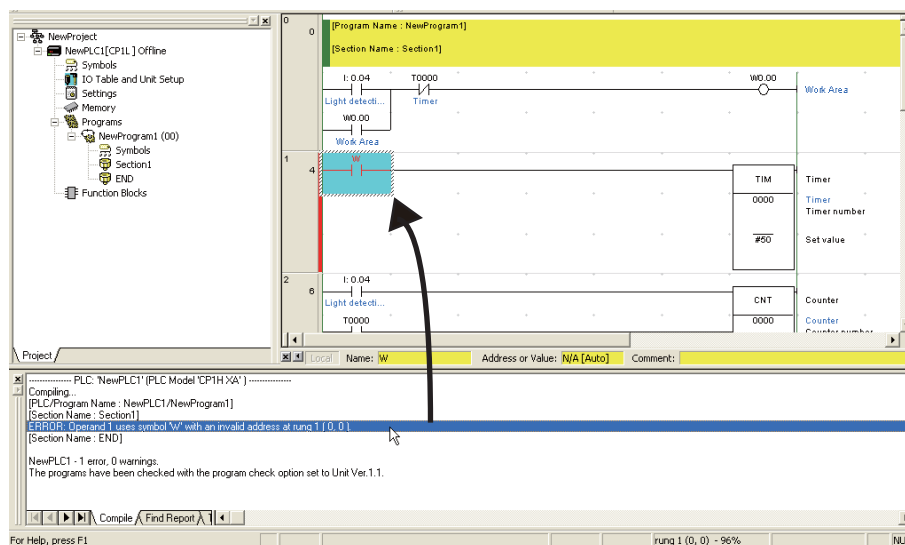 NewProject
NewPLC1[CP1L ] Offline
Symbols
IO Table and Unit Setup
Settings
Memory
Programs
NewProgram1 (00)
Symbols
Section1
END
Function Blocks
Project
0
0
[Program Name : NewProgram1]
[Section Name : Section1]
I: 0.04
T0000
W0.00
Work Area
Light detecti...
Timer
W0.00
Work Area
1
4
W
TIM
Timer
0000
Timer
Timer number
#50
Set value
2
6
I: 0.04
Light detecti...
CNT
Counter
T0000
0000
Counter
Counter number
Local
Name: W
Address or Value: N/A [Auto]
Comment:
---------------- PLC: 'NewPLC1' (PLC Model 'CP1H XA' ) ----------------
Compiling...
[PLC/Program Name : NewPLC1/NewProgram1]
[Section Name : Section1]
ERROR: Operand 1 uses symbol 'W' with an invalid address at rung 1 ( 0, 0 ).
[Section Name : END]
NewPLC1 - 1 error, 0 warnings.
The programs have been checked with the program check option set to Unit Ver.1.1.
Compile
Find Report
For Help, press F1
rung 1 (0, 0) - 96%
NU